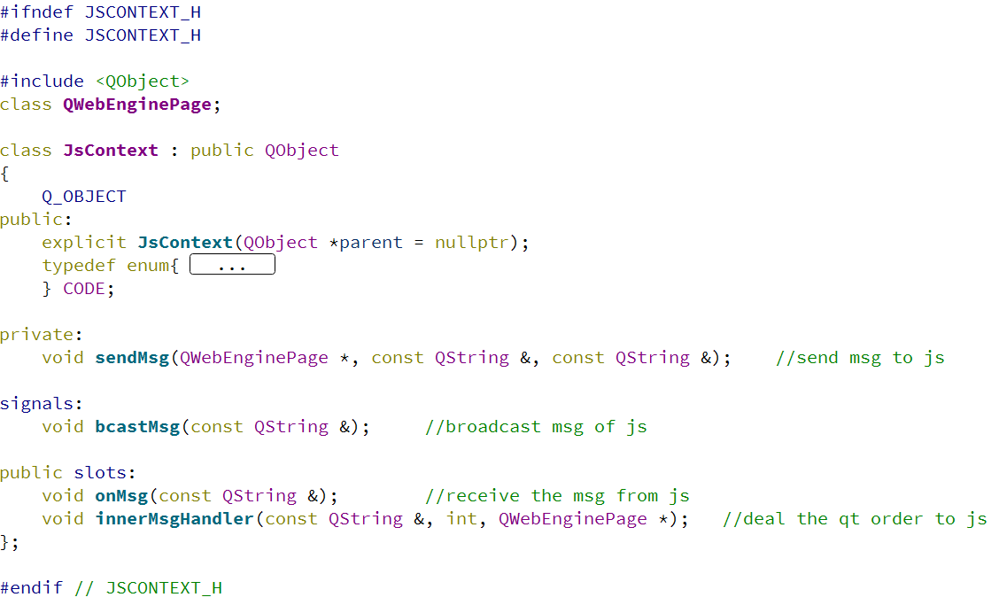 #ifndef JSCONTEXT_H
#define JSCONTEXT_H
#include <QObject>
class QWebEnginePage;
class JsContext : public QObject
{
    Q_OBJECT
public:
    explicit JsContext(QObject *parent = nullptr);
    typedef enum{ ...
    } CODE;
private:
    void sendMsg(QWebEnginePage *, const QString &, const QString &);    //send msg to js
signals:
    void bcastMsg(const QString &);     //broadcast msg of js
public slots:
    void onMsg(const QString &);        //receive the msg from js
    void innerMsgHandler(const QString &, int, QWebEnginePage *);   //deal the qt order to js
};
#endif // JSCONTEXT_H